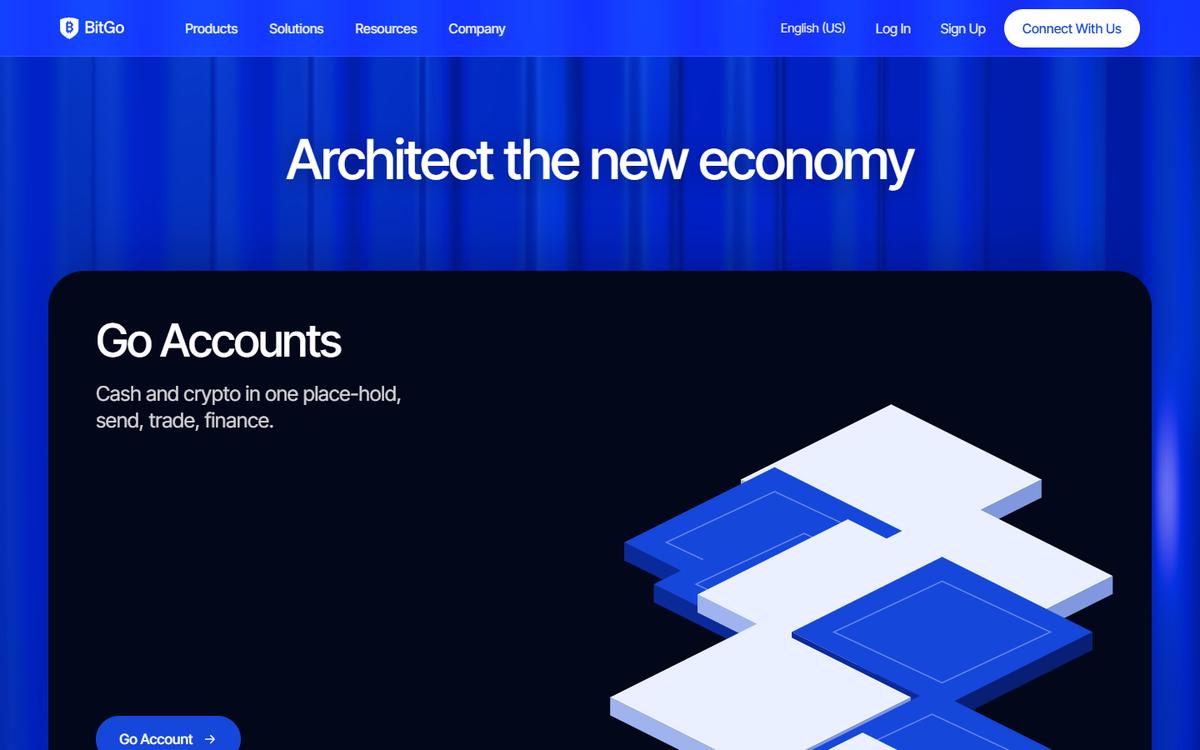 BitGo
Products
Solutions
Resources
Company
English (US)
Log In
Sign Up
Connect With Us
Architect the new economy
Go Accounts
Cash and crypto in one place-hold,
send, trade, finance.
Go Account →